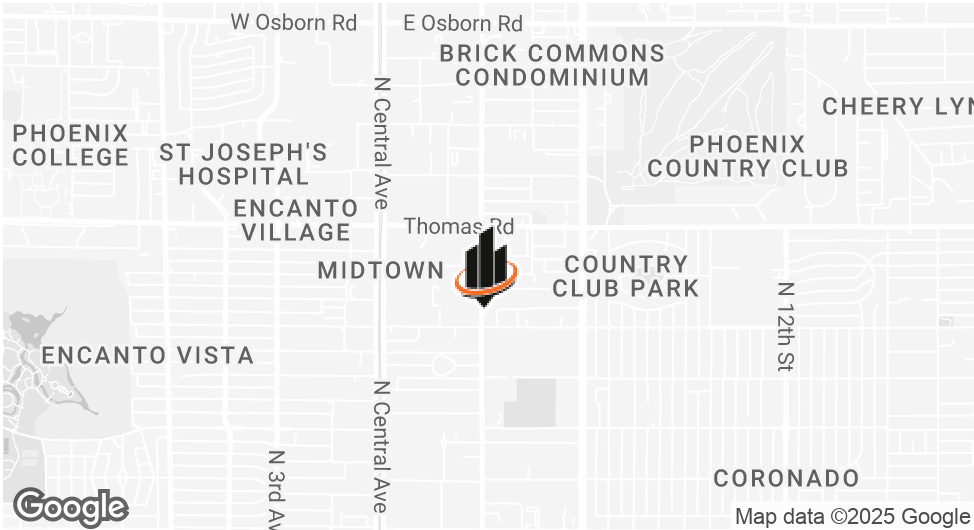 W Osborn Rd
E Osborn Rd
BRICK COMMONS
CONDOMINIUM
N Central Ave
CHEERY LYN
PHOENIX
COLLEGE
ST JOSEPH'S
HOSPITAL
PHOENIX
COUNTRY CLUB
ENCANTO
VILLAGE
Thomas Rd
MIDTOWN
COUNTRY
CLUB PARK
N 12th St
ENCANTO VISTA
N Central Ave
N 3rd Av
CORONADO
Google
Map data ©2025 Google